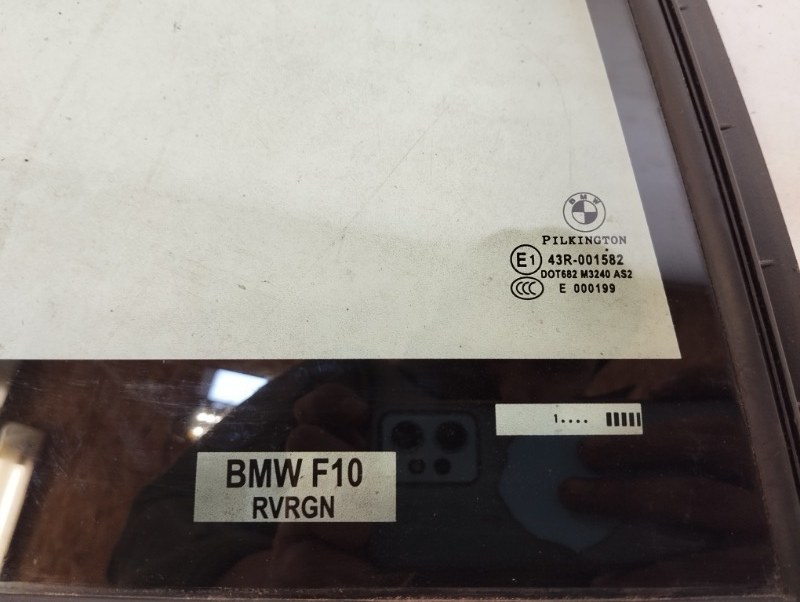 BMW
PILKINGTON
E1 43R-001582
DOT682 M3240 AS2
CCC E 000199
1....
BMW F10
RVRGN